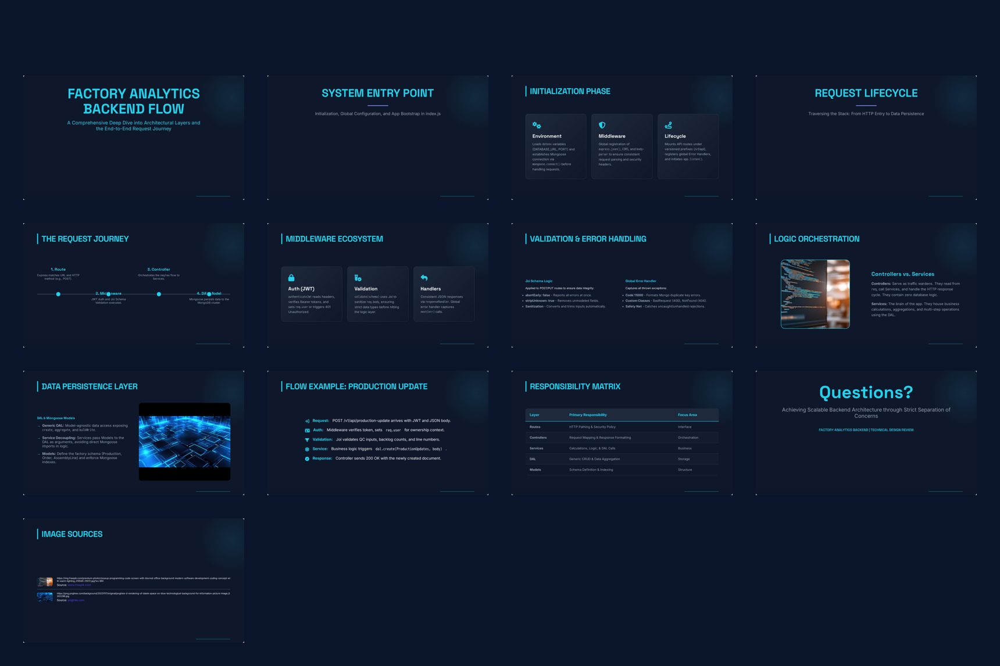 FACTORY ANALYTICS
BACKEND FLOW
A Comprehensive Deep Dive into Architectural Layers and
the End-to-End Request Journey
SYSTEM ENTRY POINT
Initialization, Global Configuration, and App Bootstrap in index.js
INITIALIZATION PHASE
Environment
Loads dotenv variables
(DATABASE_URL, PORT) and
establishes Mongoose
connection via
mongoose.connect() before
handling requests.
Middleware
Global registration of
express.json(), CORS, and body-
parser to ensure consistent
request parsing and security
headers.
Lifecycle
Mounts API routes under
versioned prefixes (/v1/api),
registers global Error Handlers,
and initiates app.listen().
REQUEST LIFECYCLE
Traversing the Stack: From HTTP Entry to Data Persistence
THE REQUEST JOURNEY
1. Route
Express matches URL and HTTP
method (e.g., POST).
2. Middleware
JWT Auth and Joi Schema
Validation executed.
3. Controller
Orchestrates the req/res flow to
Services.
4. DAL/Model
Mongoose persists data to the
MongoDB cluster.
MIDDLEWARE ECOSYSTEM
Auth (JWT)
authenticateJWT reads headers,
verifies Bearer tokens, and
sets req.user or triggers 401
Unauthorized.
Validation
validate(schema) uses Joi to
sanitize req.body, ensuring
strict data types before hitting
the logic layer.
Handlers
Consistent JSON responses
via responseHandler. Global
error handler captures
next(err) calls.
VALIDATION & ERROR HANDLING
Joi Schema Logic
Applied to POST/PUT routes to ensure data integrity:
• abortEarly: false - Reports all errors at once.
• stripUnknown: true - Removes unmodeled fields.
• Sanitization - Converts and trims inputs automatically.
Global Error Handler
Captures all thrown exceptions:
• Code 11000 - Formats Mongo duplicate key errors.
• Custom Classes - BadRequest (400), NotFound (404).
• Safety Net - Catches uncaught/unhandled rejections.
LOGIC ORCHESTRATION
Controllers vs. Services
Controllers: Serve as traffic wardens. They read from
req, call Services, and handle the HTTP response
cycle. They contain zero database logic.
Services: The brain of the app. They house business
calculations, aggregations, and multi-step operations
using the DAL.
DATA PERSISTENCE LAYER
DAL & Mongoose Models
→ Generic DAL: Model-agnostic data access exposing
create, aggregate, and bulkWrite.
→ Service Decoupling: Services pass Models to the
DAL as arguments, avoiding direct Mongoose
imports in logic.
→ Models: Define the factory schema (Production,
Order, AssemblyLine) and enforce Mongoose
indexes.
FLOW EXAMPLE: PRODUCTION UPDATE
Request: POST /v1/api/production-update arrives with JWT and JSON body.
Auth: Middleware verifies token, sets req.user for ownership context.
Validation: Joi validates QC inputs, backlog counts, and line numbers.
Service: Business logic triggers dal.create(ProductionUpdates, body) .
Response: Controller sends 200 OK with the newly created document.
RESPONSIBILITY MATRIX
Layer Primary Responsibility Focus Area
Routes HTTP Pathing & Security Policy Interface
Controllers Request Mapping & Response Formatting Orchestration
Services Calculations, Logic, & DAL Calls Business
DAL Generic CRUD & Data Aggregation Storage
Models Schema Definition & Indexing Structure
Questions?
Achieving Scalable Backend Architecture through Strict Separation of
Concerns
FACTORY ANALYTICS BACKEND | TECHNICAL DESIGN REVIEW
IMAGE SOURCES
https://img.freepik.com/premium-photo/closeup-programming-code-screen-with-blurred-office-background-modern-software-development-coding-concept-wi
th-warm-lighting_210545-21072.jpg?w=360
Source: www.freepik.com
https://png.pngtree.com/background/20231117/original/pngtree-d-rendering-of-blank-space-on-blue-technological-background-for-information-picture-image_6
302296.jpg
Source: pngtree.com